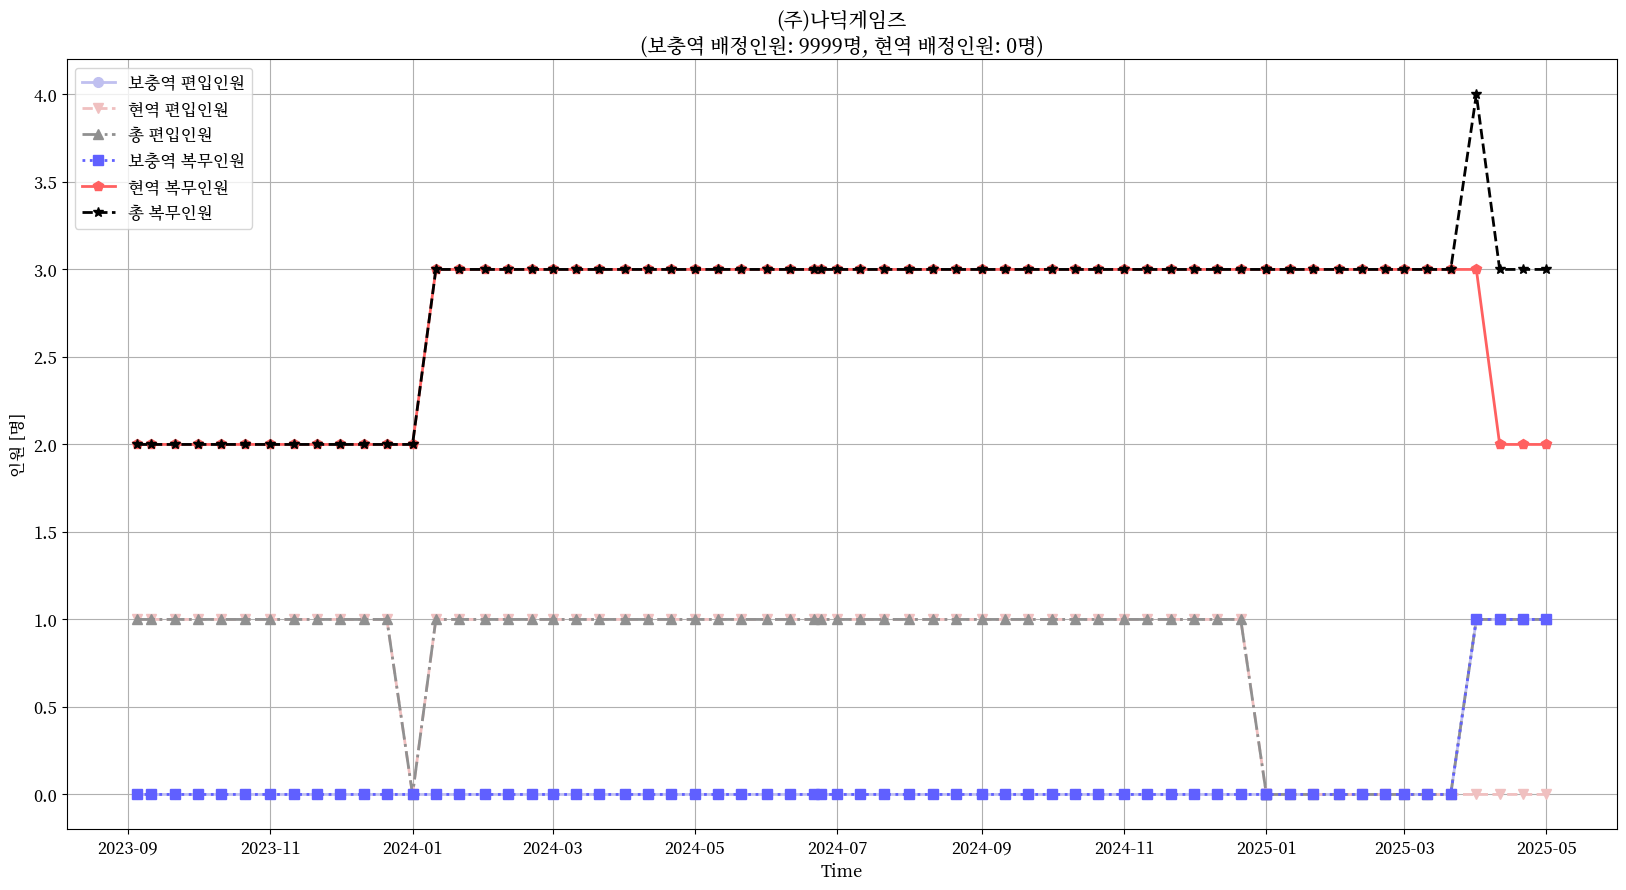 (주)나딕게임즈
(보충역 배정인원: 9999명, 현역 배정인원: 0명)
보충역 편입인원
현역 편입인원
총 편입인원
보충역 복무인원
현역 복무인원
총 복무인원
인원 [명]
4.0
3.5
3.0
2.5
2.0
1.5
1.0
0.5
0.0
2023-09 2023-11 2024-01 2024-03 2024-05 2024-07 2024-09 2024-11 2025-01 2025-03 2025-05
Time